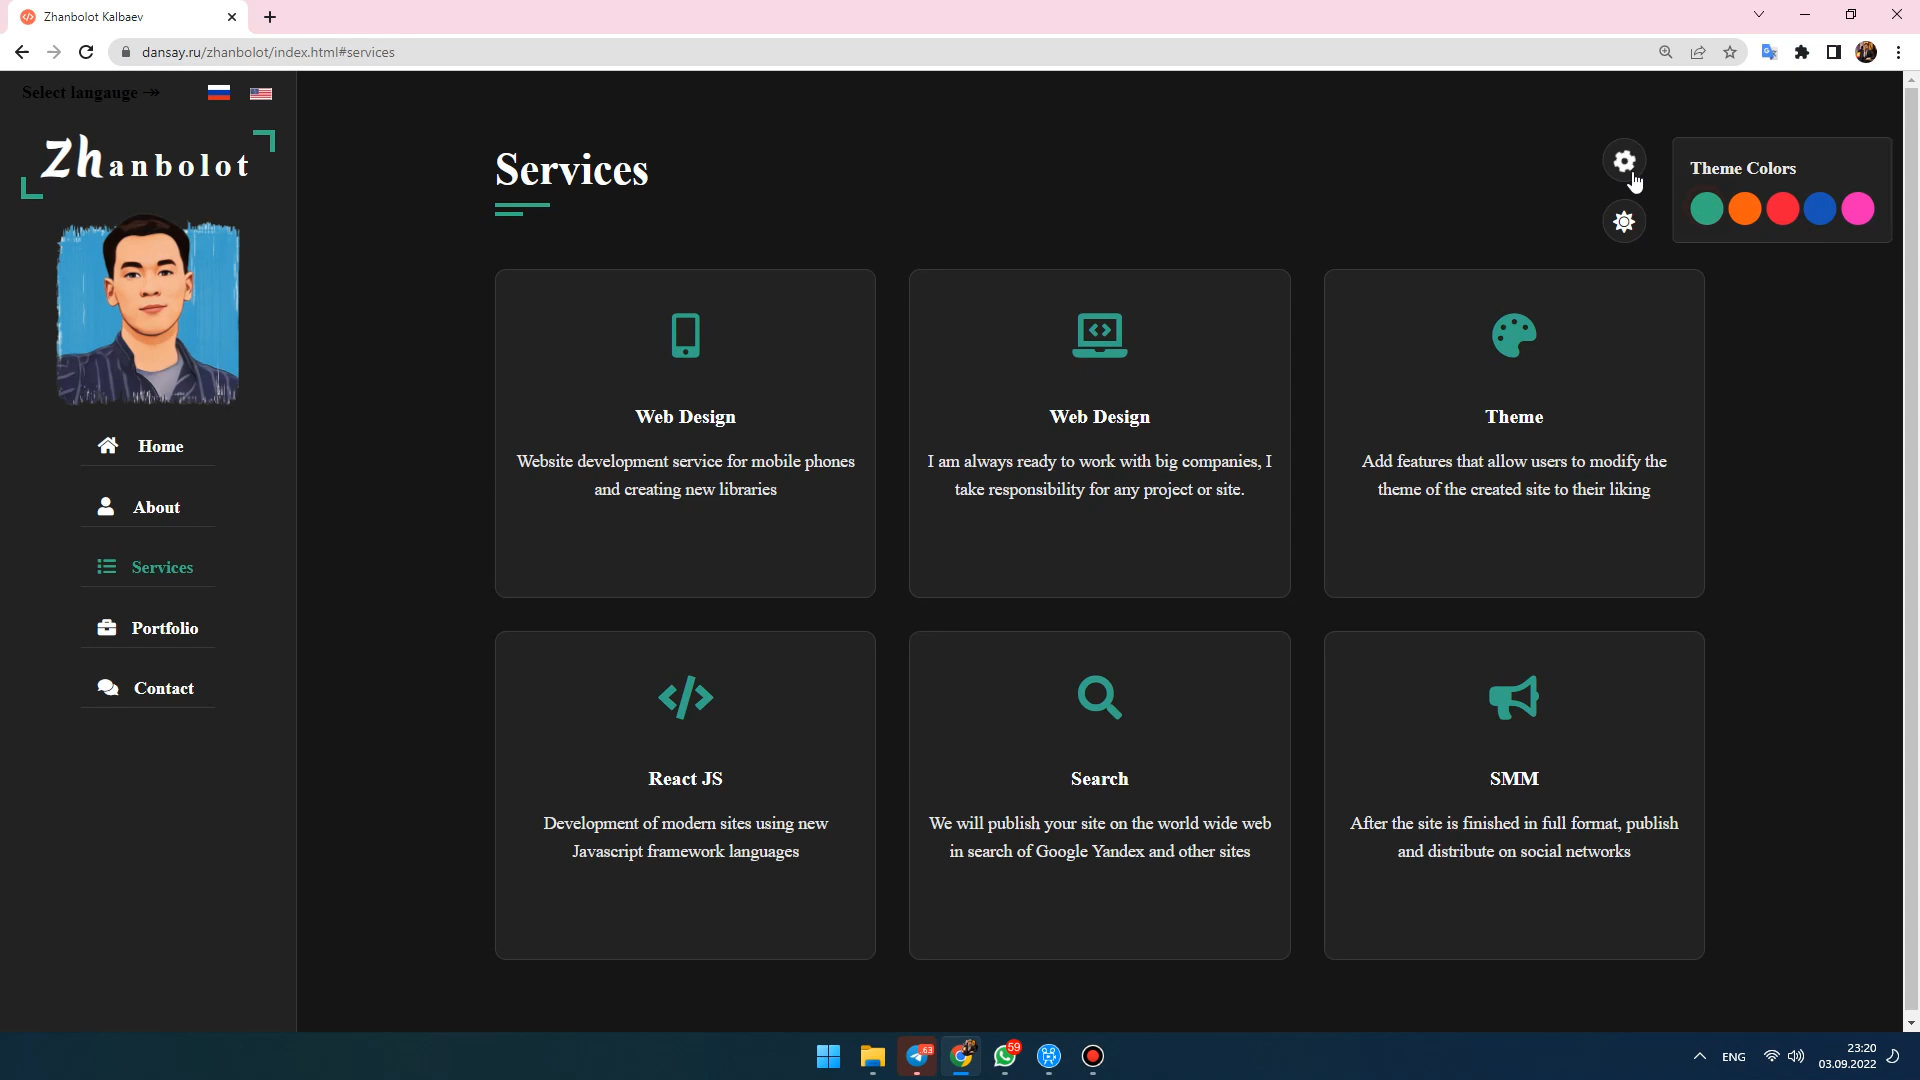 Zhanbolot Kalbaev
dansay.ru/zhanbolot/index.html#services
Select langauge
Zhanbolot
Home
About
Services
Portfolio
Contact
Services
Theme Colors
Web Design
Website development service for mobile phones
and creating new libraries
Web Design
I am always ready to work with big companies, I
take responsibility for any project or site.
Theme
Add features that allow users to modify the
theme of the created site to their liking
React JS
Development of modern sites using new
Javascript framework languages
Search
We will publish your site on the world wide web
in search of Google Yandex and other sites
SMM
After the site is finished in full format, publish
and distribute on social networks
63
59
ENG
23:20
03.09.2022